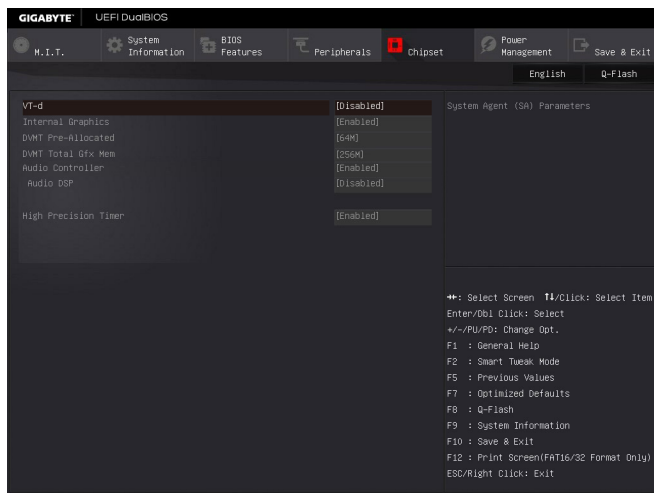 GIGABYTE™ UEFI DualBIOS
M.I.T.
System Information
BIOS Features
Peripherals
Chipset
Power Management
Save & Exit
English Q-Flash
VT-d [Disabled]
Internal Graphics [Enabled]
DVMT Pre-Allocated [64M]
DVMT Total Gfx Mem [256M]
Audio Controller [Enabled]
Audio DSP [Disabled]
High Precision Timer [Enabled]
System Agent (SA) Parameters
→←: Select Screen ↑↓/Click: Select Item
Enter/Dbl Click: Select
+/-/PU/PD: Change Opt.
F1 : General Help
F2 : Smart Tweak Mode
F5 : Previous Values
F7 : Optimized Defaults
F8 : Q-Flash
F9 : System Information
F10 : Save & Exit
F12 : Print Screen(FAT16/32 Format Only)
ESC/Right Click: Exit